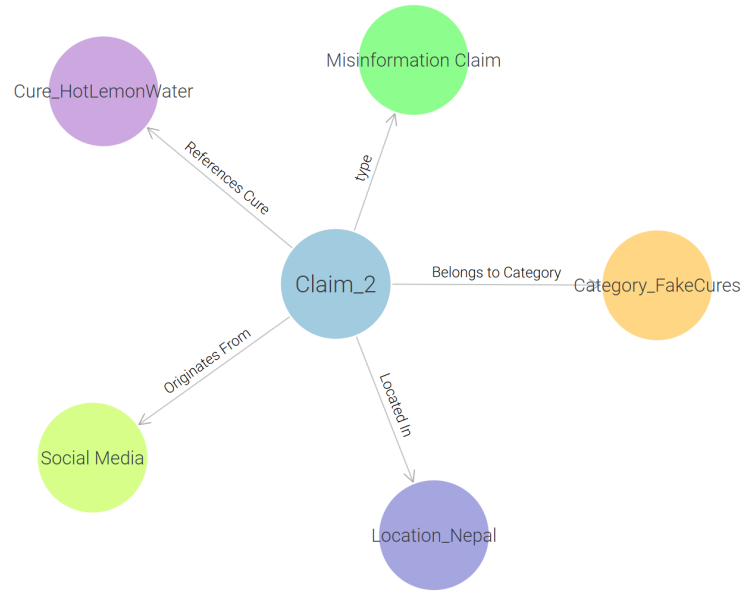 Misinformation Claim
Cure_HotLemonWater
type
References Cure
Belongs to Category
Claim_2
Category_FakeCures
Originates From
Located In
Social Media
Location_Nepal